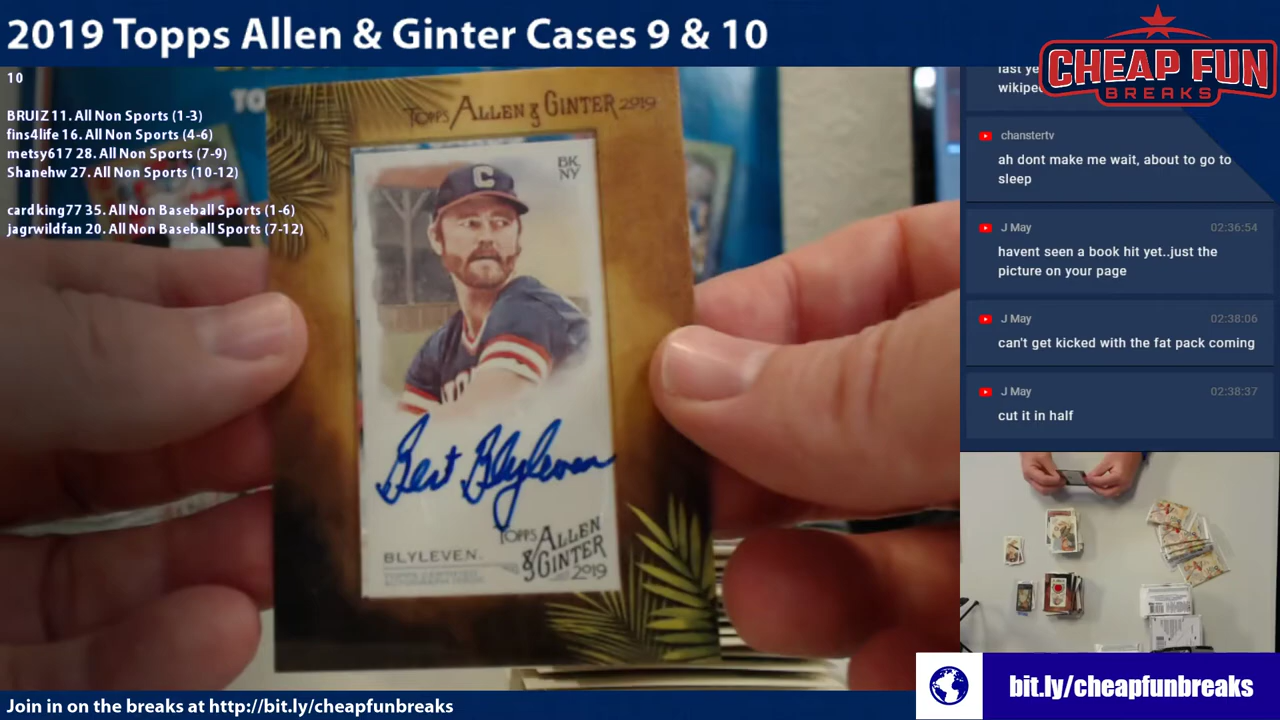 2019 Topps Allen & Ginter Cases 9 & 10
CHEAP FUN
BREAKS
10
BRUIZ 11. All Non Sports (1-3)
fins4life 16. All Non Sports (4-6)
metsy617 28. All Non Sports (7-9)
Shanehw 27. All Non Sports (10-12)
cardking77 35. All Non Baseball Sports (1-6)
jagrwildfan 20. All Non Baseball Sports (7-12)
TO
TOPPS ALLEN & GINTER 2019
C
BK
NY
Bert Blyleven
BLYLEVEN.
TOPPS ALLEN
& GINTER
2019
last ye
wikipe
chanstertv
ah dont make me wait, about to go to
sleep
J May 02:36:54
havent seen a book hit yet..just the
picture on your page
J May 02:38:06
can't get kicked with the fat pack coming
J May 02:38:37
cut it in half
Join in on the breaks at http://bit.ly/cheapfunbreaks
bit.ly/cheapfunbreaks